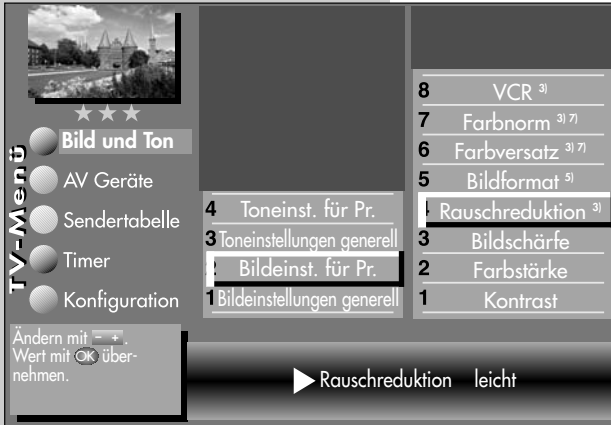 TV-Menü
★★★
Bild und Ton
AV Geräte
Sendertabelle
Timer
Konfiguration
Ändern mit - + .
Wert mit OK über-
nehmen.
4 Toneinst. für Pr.
3 Toneinstellungen generell
2 Bildeinst. für Pr.
1 Bildeinstellungen generell
8 VCR 3)
7 Farbnorm 3) 7)
6 Farbversatz 3) 7)
5 Bildformat 5)
4 Rauschreduktion 3)
3 Bildschärfe
2 Farbstärke
1 Kontrast
Rauschreduktion leicht